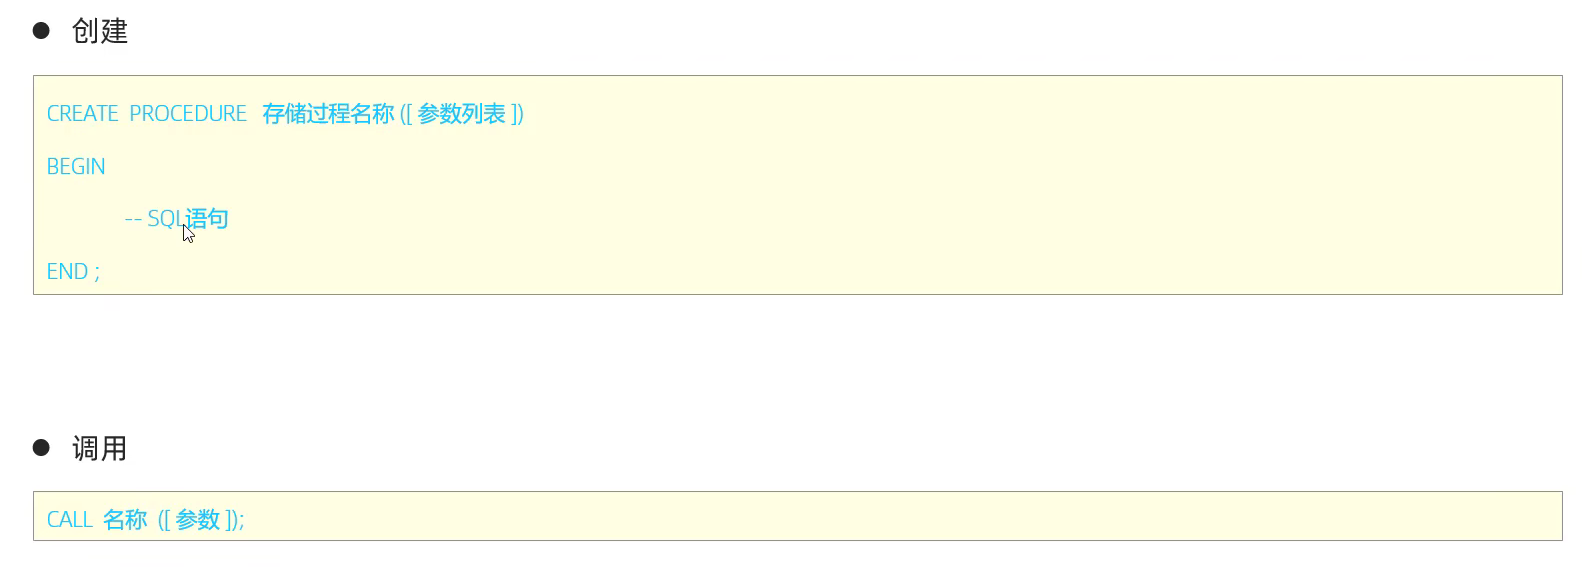 创建
CREATE PROCEDURE 存储过程名称 ([ 参数列表 ])
BEGIN
-- SQL语句
END ;
调用
CALL 名称 ([ 参数 ]);